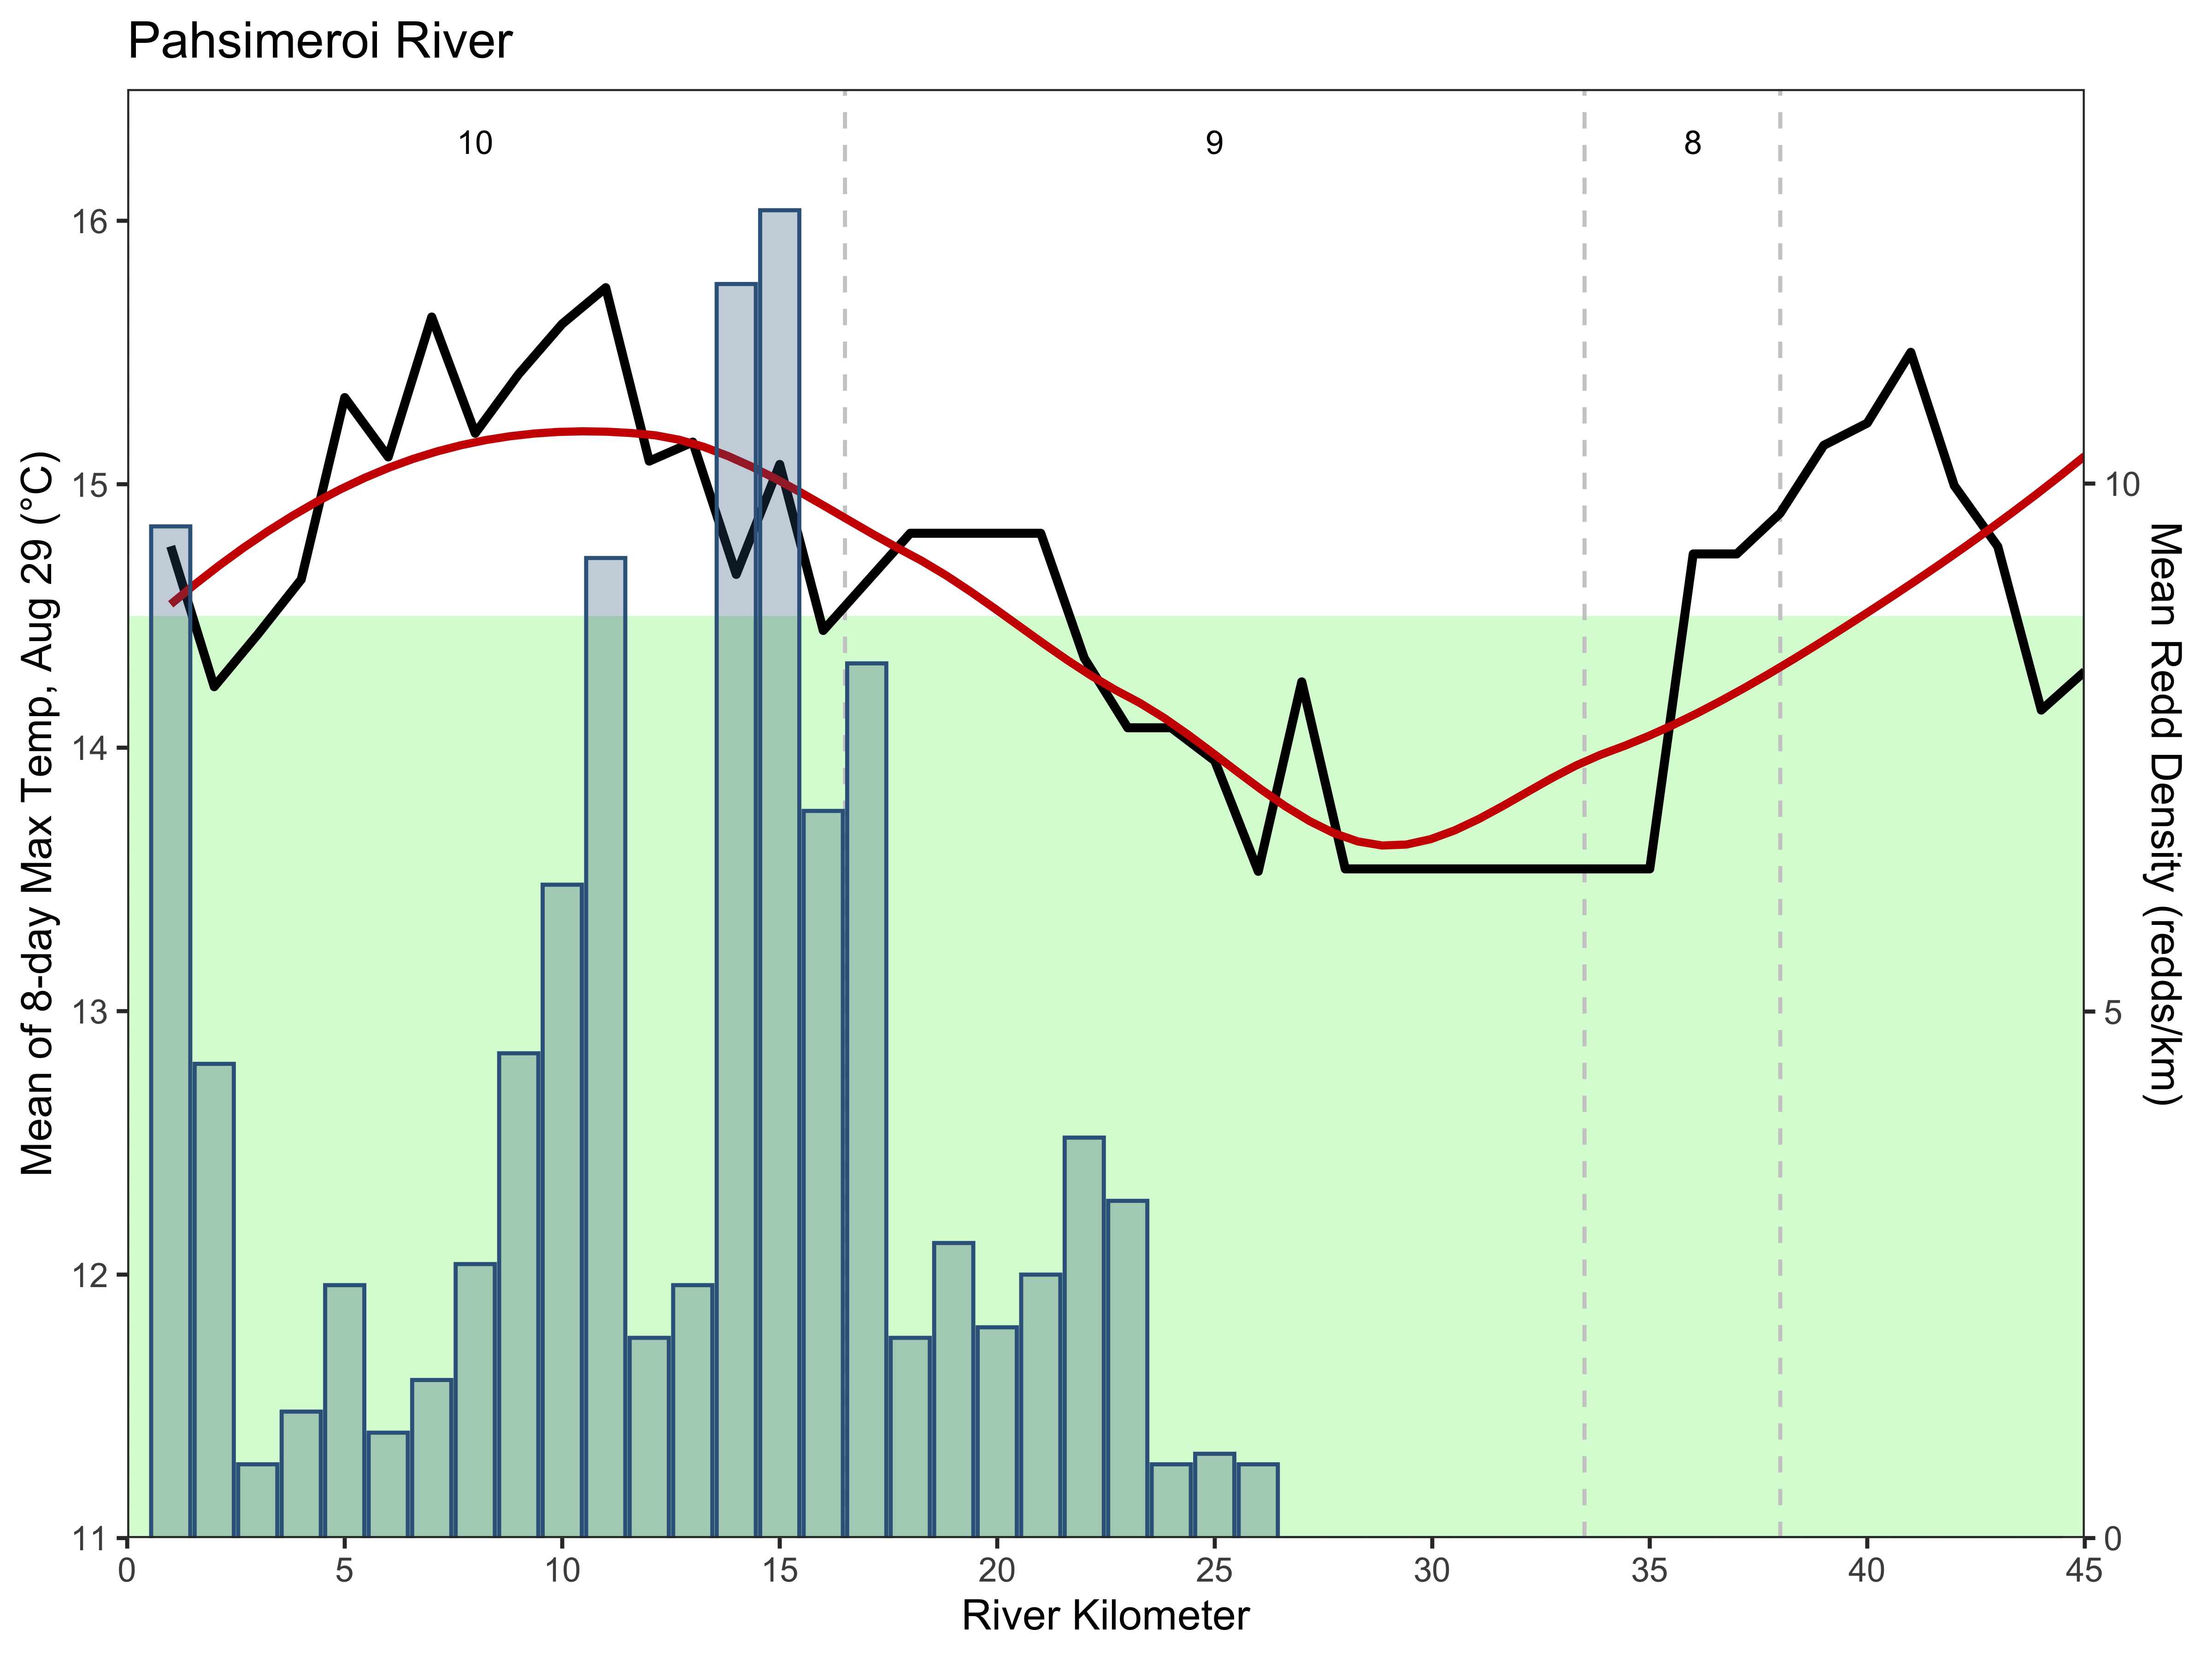 Pahsimeroi River
10 9 8
16
15
14
13
12
11
Mean of 8-day Max Temp, Aug 29 (°C)
10
5
0
Mean Redd Density (redds/km)
0 5 10 15 20 25 30 35 40 45
River Kilometer